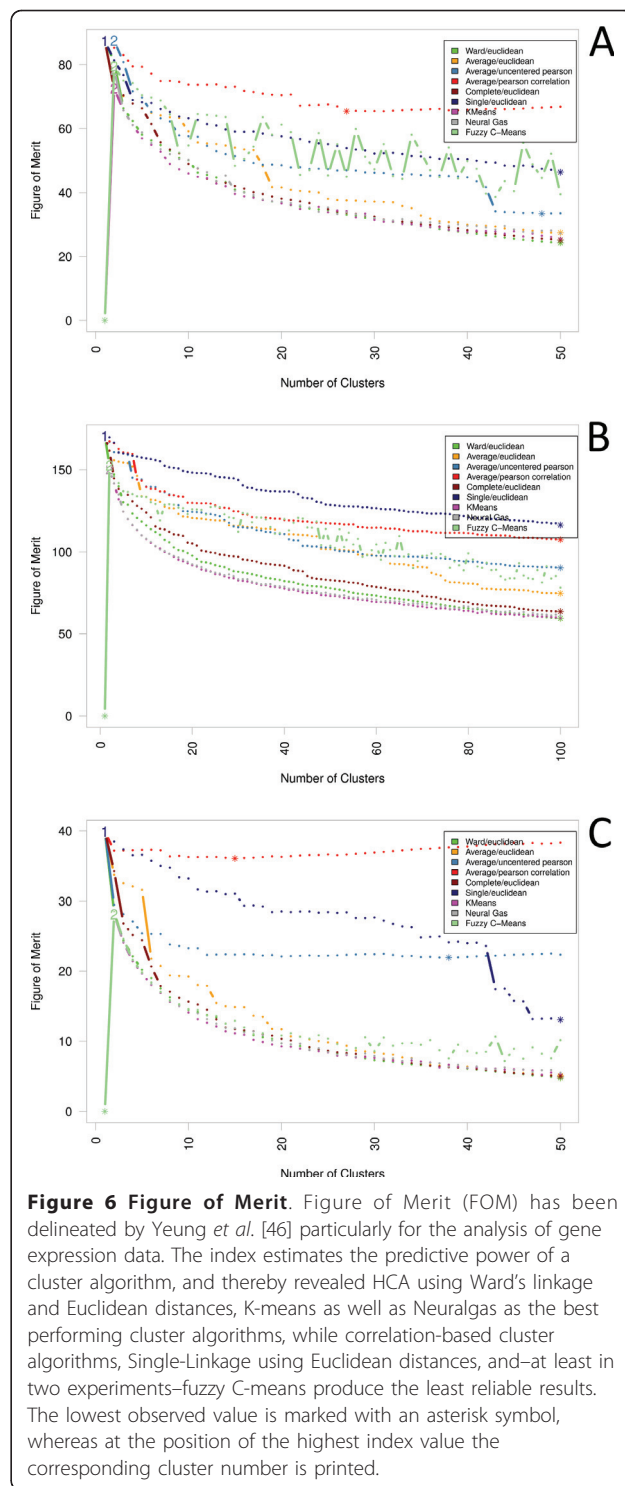 A
80
60
40
20
0
Figure of Merit
1
2
2
2
Ward/euclidean
Average/euclidean
Average/uncentered pearson
Average/pearson correlation
Complete/euclidean
Single/euclidean
KMeans
Neural Gas
Fuzzy C−Means
0
10
20
30
40
50
Number of Clusters
B
150
100
50
0
Figure of Merit
1
2
Ward/euclidean
Average/euclidean
Average/uncentered pearson
Average/pearson correlation
Complete/euclidean
Single/euclidean
KMeans
Neural Gas
Fuzzy C−Means
0
20
40
60
80
100
Number of Clusters
C
40
30
20
10
0
Figure of Merit
1
2
Ward/euclidean
Average/euclidean
Average/uncentered pearson
Average/pearson correlation
Complete/euclidean
Single/euclidean
KMeans
Neural Gas
Fuzzy C−Means
0
10
20
30
40
50
Number of Clusters
Figure 6 Figure of Merit. Figure of Merit (FOM) has been
delineated by Yeung et al. [46] particularly for the analysis of gene
expression data. The index estimates the predictive power of a
cluster algorithm, and thereby revealed HCA using Ward's linkage
and Euclidean distances, K-means as well as Neuralgas as the best
performing cluster algorithms, while correlation-based cluster
algorithms, Single-Linkage using Euclidean distances, and–at least in
two experiments–fuzzy C-means produce the least reliable results.
The lowest observed value is marked with an asterisk symbol,
whereas at the position of the highest index value the
corresponding cluster number is printed.